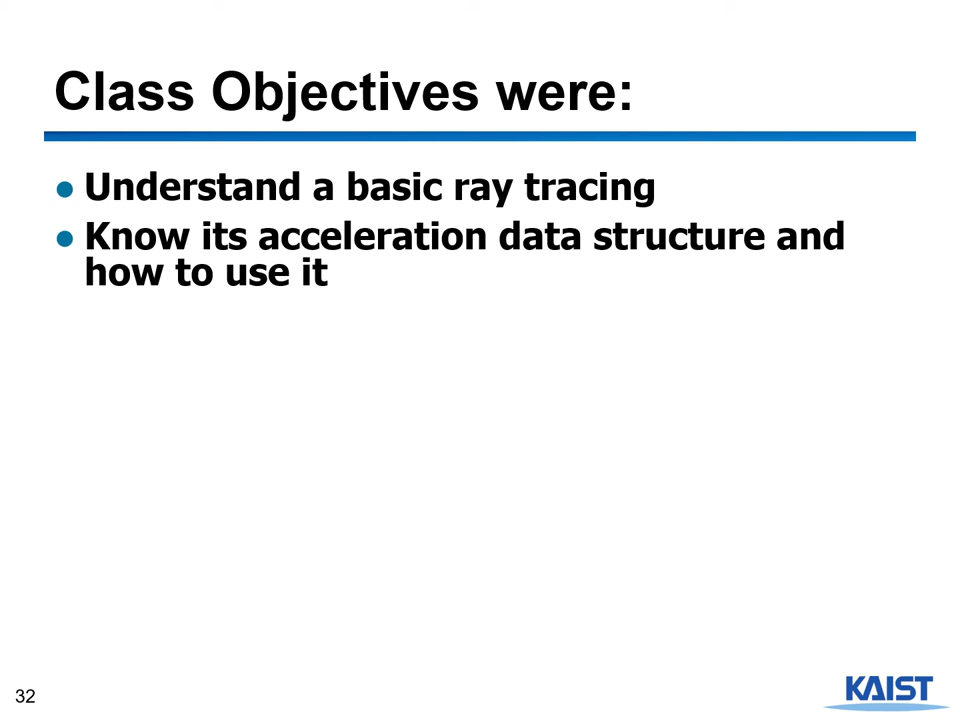 Class Objectives were:
● Understand a basic ray tracing
● Know its acceleration data structure and
how to use it
32
KAIST